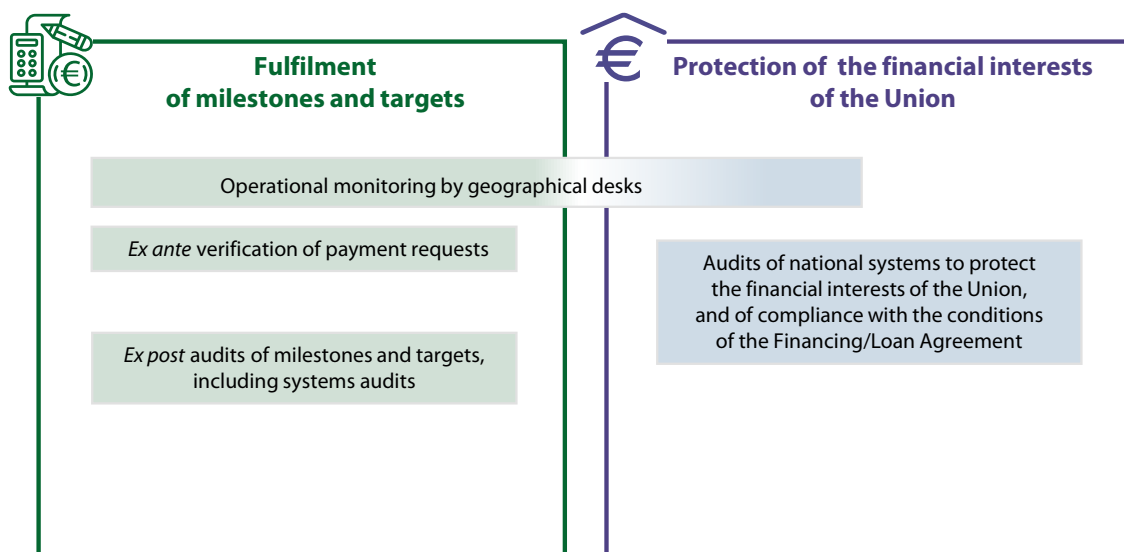 Fulfilment
of milestones and targets
Protection of the financial interests
of the Union
Operational monitoring by geographical desks
Ex ante verification of payment requests
Ex post audits of milestones and targets,
including systems audits
Audits of national systems to protect
the financial interests of the Union,
and of compliance with the conditions
of the Financing/Loan Agreement